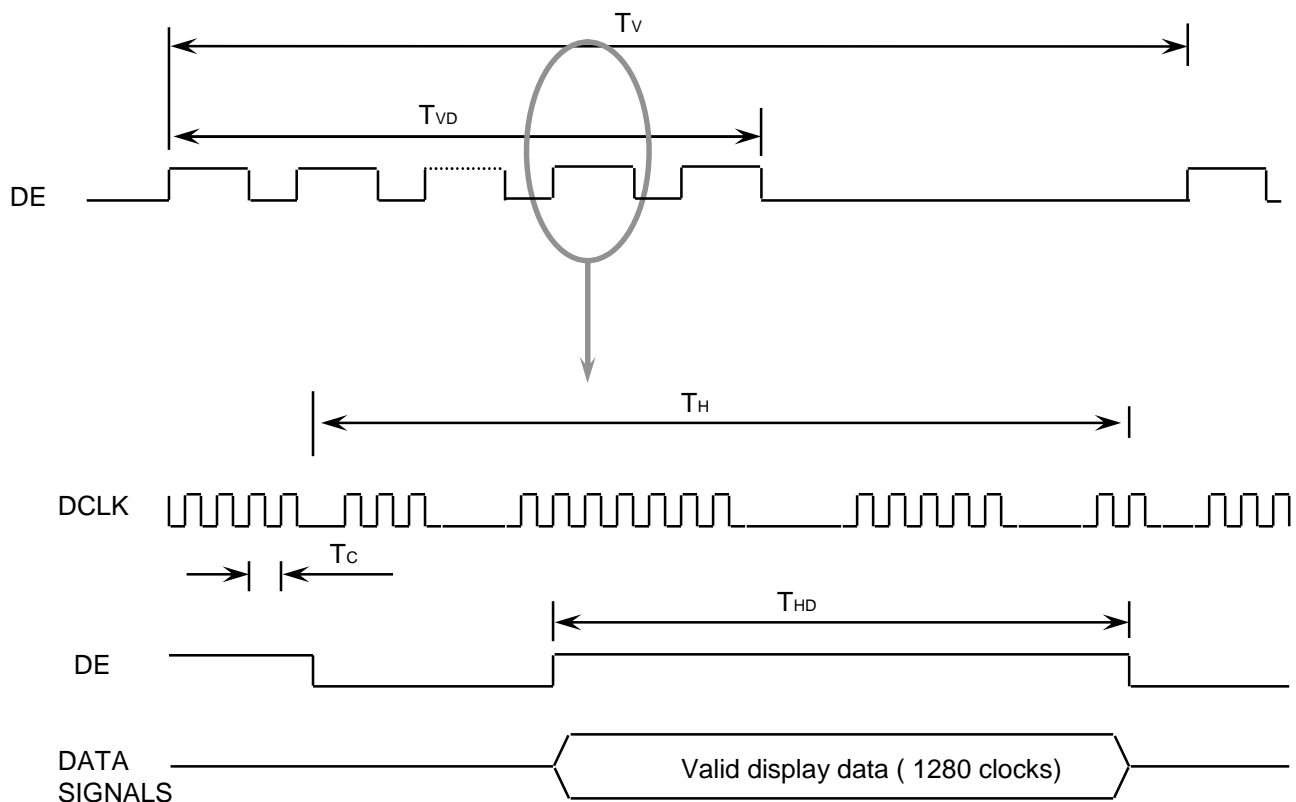 TV
TVD
DE
TH
DCLK
TC
THD
DE
DATA
SIGNALS
Valid display data ( 1280 clocks)